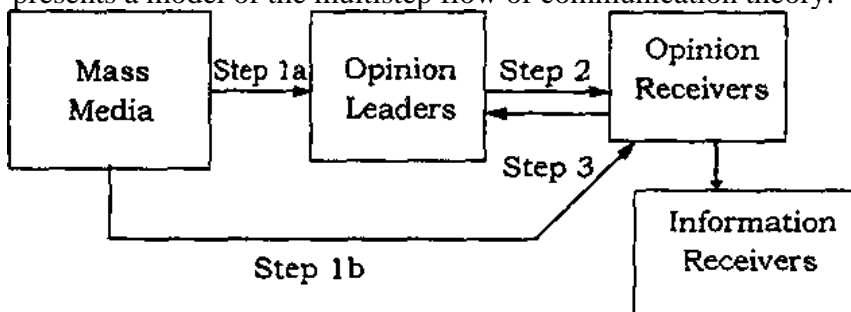 presents a model of the multistep flow of communication theory.
Mass
Media
Step 1a
Opinion
Leaders
Step 2
Opinion
Receivers
Step 3
Step 1b
Information
Receivers